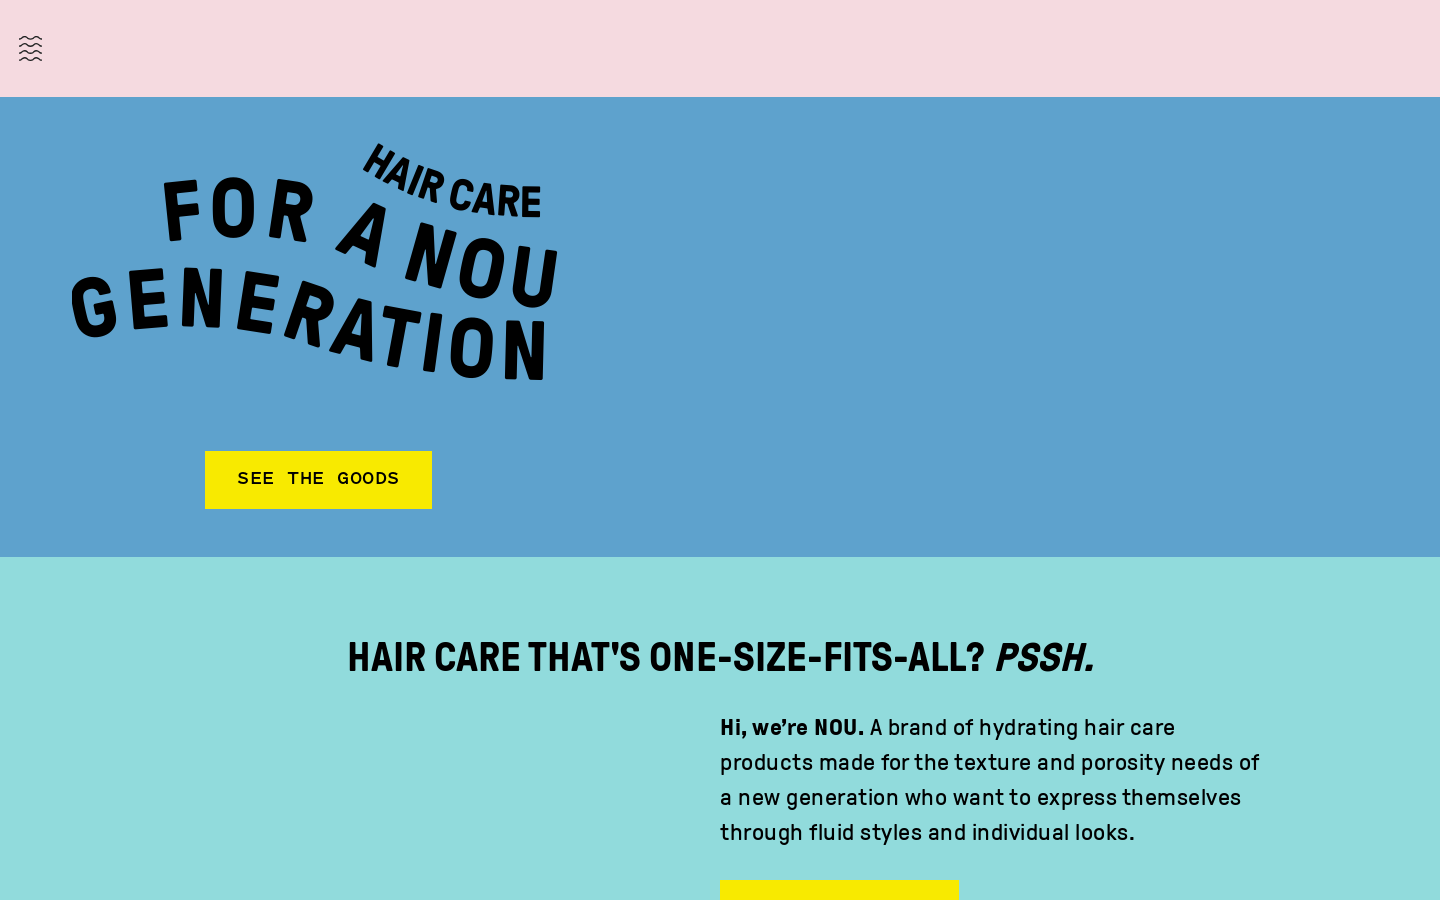 HAIR CARE
FOR A NOU
GENERATION
SEE THE GOODS
HAIR CARE THAT'S ONE-SIZE-FITS-ALL? PSSH.
Hi, we’re NOU. A brand of hydrating hair care
products made for the texture and porosity needs of
a new generation who want to express themselves
through fluid styles and individual looks.